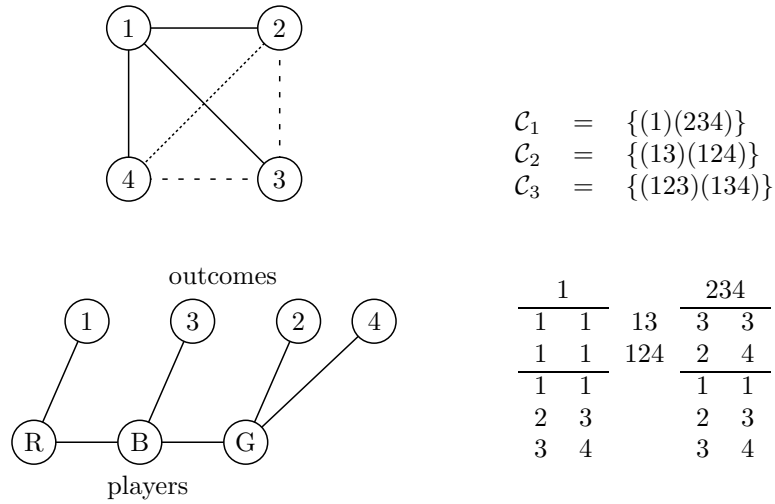 1 2
4 3
𝒞₁ = {(1)(234)}
𝒞₂ = {(13)(124)}
𝒞₃ = {(123)(134)}
outcomes
1 3 2 4
R B G
players
1 234
1 1 13 3 3
1 1 124 2 4
1 1 1 1
2 3 2 3
3 4 3 4